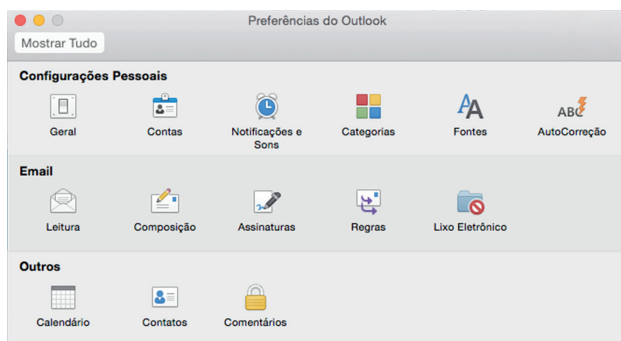 Preferências do Outlook
Mostrar Tudo
Configurações Pessoais
Geral Contas Notificações e Sons Categorias Fontes AutoCorreção
Email
Leitura Composição Assinaturas Regras Lixo Eletrônico
Outros
Calendário Contatos Comentários